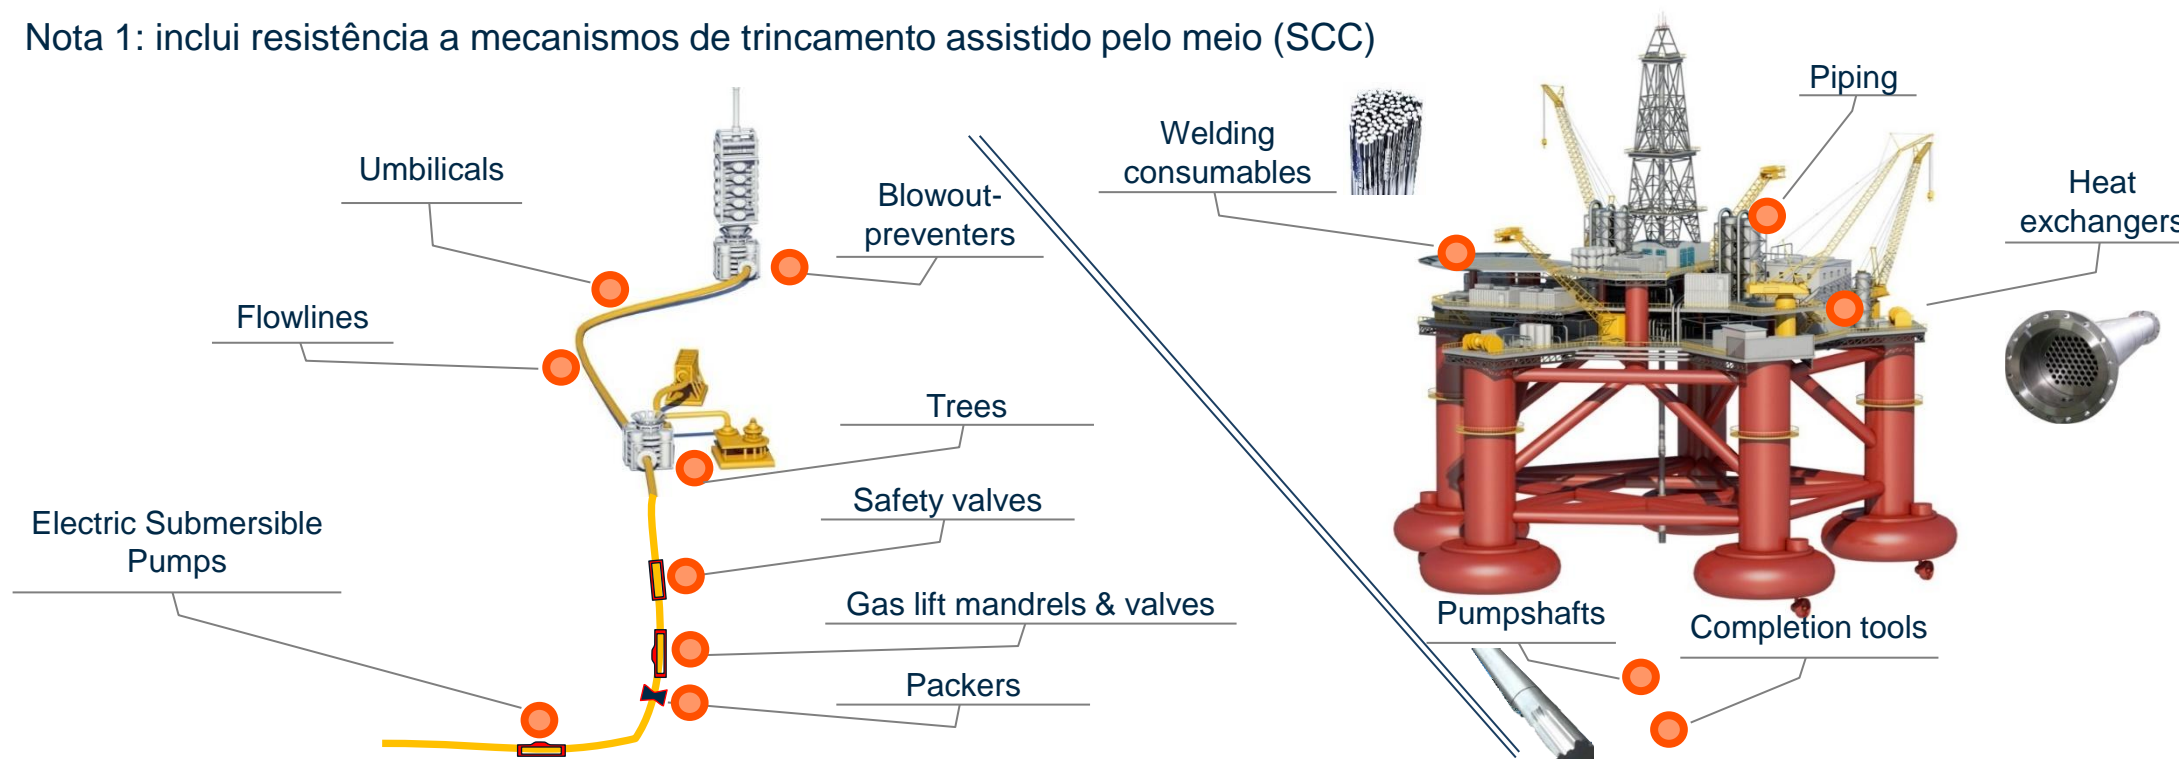 Nota 1: inclui resistência a mecanismos de trincamento assistido pelo meio (SCC)
Umbilicals
Blowout-
preventers
Flowlines
Trees
Safety valves
Electric Submersible
Pumps
Gas lift mandrels & valves
Packers
Welding
consumables
Piping
Heat
exchangers
Pumpshafts
Completion tools